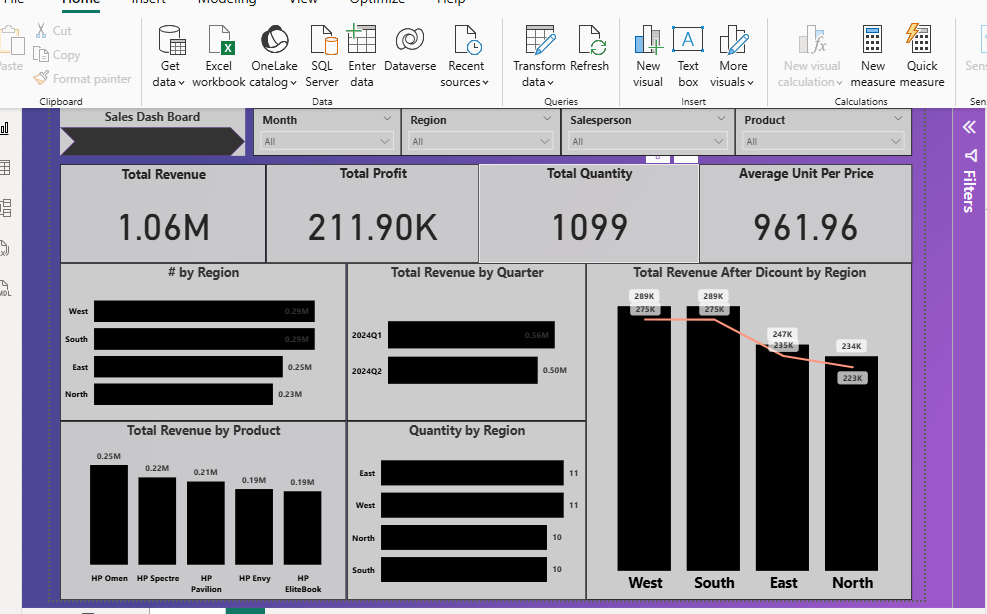 File Home Insert Modeling View Optimize Help
Paste
Cut
Copy
Format painter
Clipboard
Get data
Excel workbook
OneLake catalog
SQL Server
Enter data
Dataverse
Recent sources
Data
Transform data
Refresh
Queries
New visual
Text box
More visuals
Insert
New visual calculation
New measure
Quick measure
Calculations
Sens
Sen
Sales Dash Board
Month
All
Region
All
Salesperson
All
Product
All
Filters
Total Revenue
1.06M
Total Profit
211.90K
Total Quantity
1099
Average Unit Per Price
961.96
# by Region
West 0.29M
South 0.29M
East 0.25M
North 0.23M
Total Revenue by Quarter
2024Q1 0.56M
2024Q2 0.50M
Total Revenue After Dicount by Region
289K 289K
275K 275K
247K
235K
234K
223K
West South East North
Total Revenue by Product
0.25M 0.22M 0.21M 0.19M 0.19M
HP Omen HP Spectre HP Pavilion HP Envy HP EliteBook
Quantity by Region
East 11
West 11
North 10
South 10